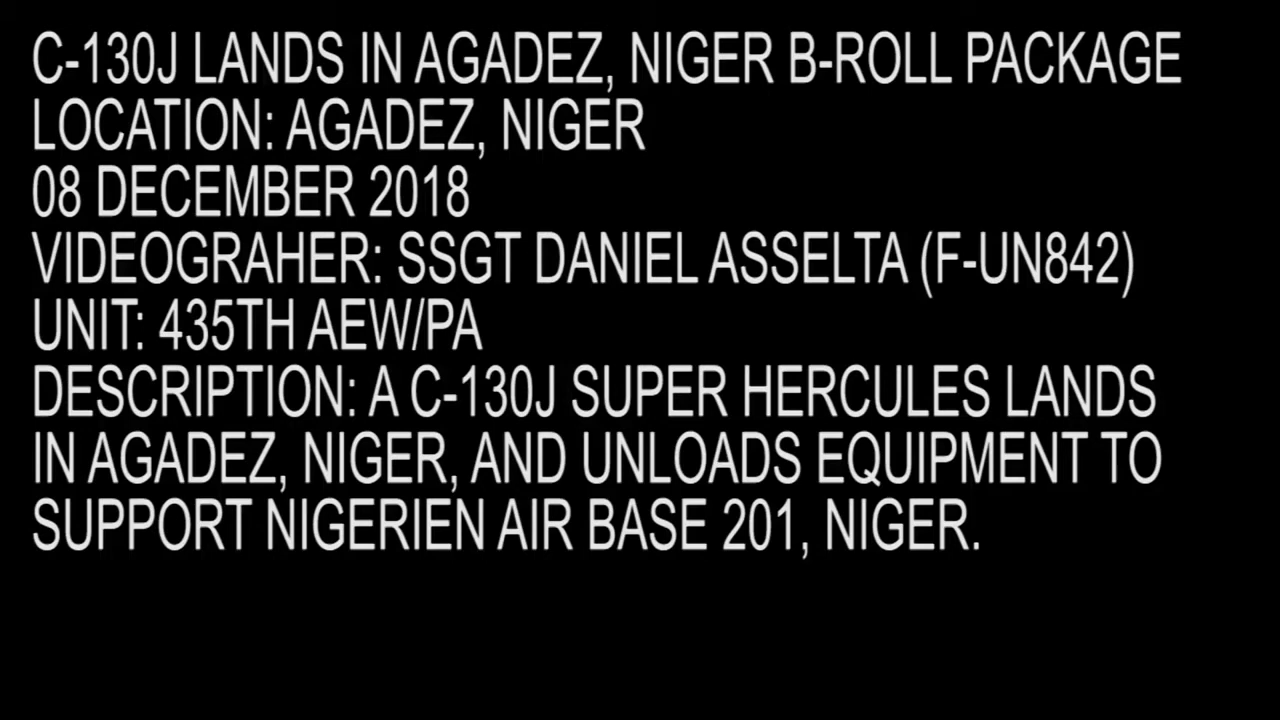 C-130J LANDS IN AGADEZ, NIGER B-ROLL PACKAGE
LOCATION: AGADEZ, NIGER
08 DECEMBER 2018
VIDEOGRAHER: SSGT DANIEL ASSELTA (F-UN842)
UNIT: 435TH AEW/PA
DESCRIPTION: A C-130J SUPER HERCULES LANDS
IN AGADEZ, NIGER, AND UNLOADS EQUIPMENT TO
SUPPORT NIGERIEN AIR BASE 201, NIGER.